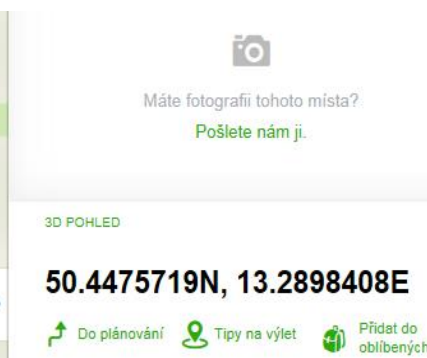 Máte fotografii tohoto místa?
Pošlete nám ji.
3D POHLED
50.4475719N, 13.2898408E
Do plánování
Tipy na výlet
Přidat do
oblíbených